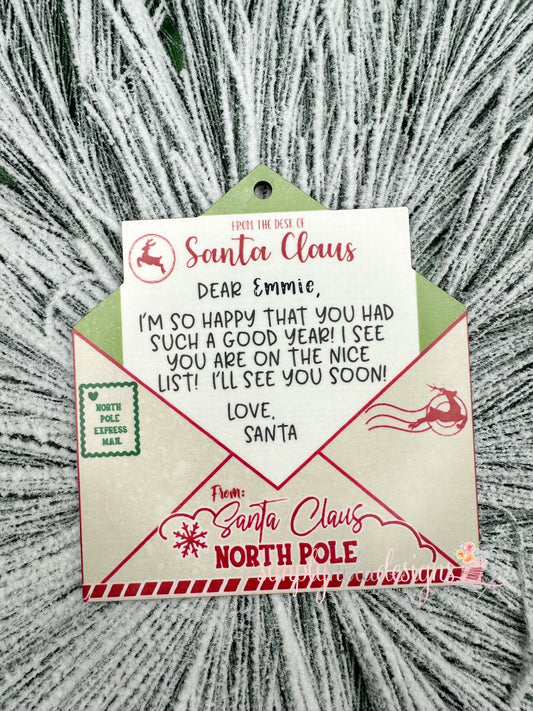 FROM THE DESK OF
Santa Claus
DEAR Emmie,
I'M SO HAPPY THAT YOU HAD
SUCH A GOOD YEAR! I SEE
YOU ARE ON THE NICE
LIST! I'LL SEE YOU SOON!
LOVE,
SANTA
NORTH
POLE
EXPRESS
MAIL
From:
Santa Claus
NORTH POLE
designs